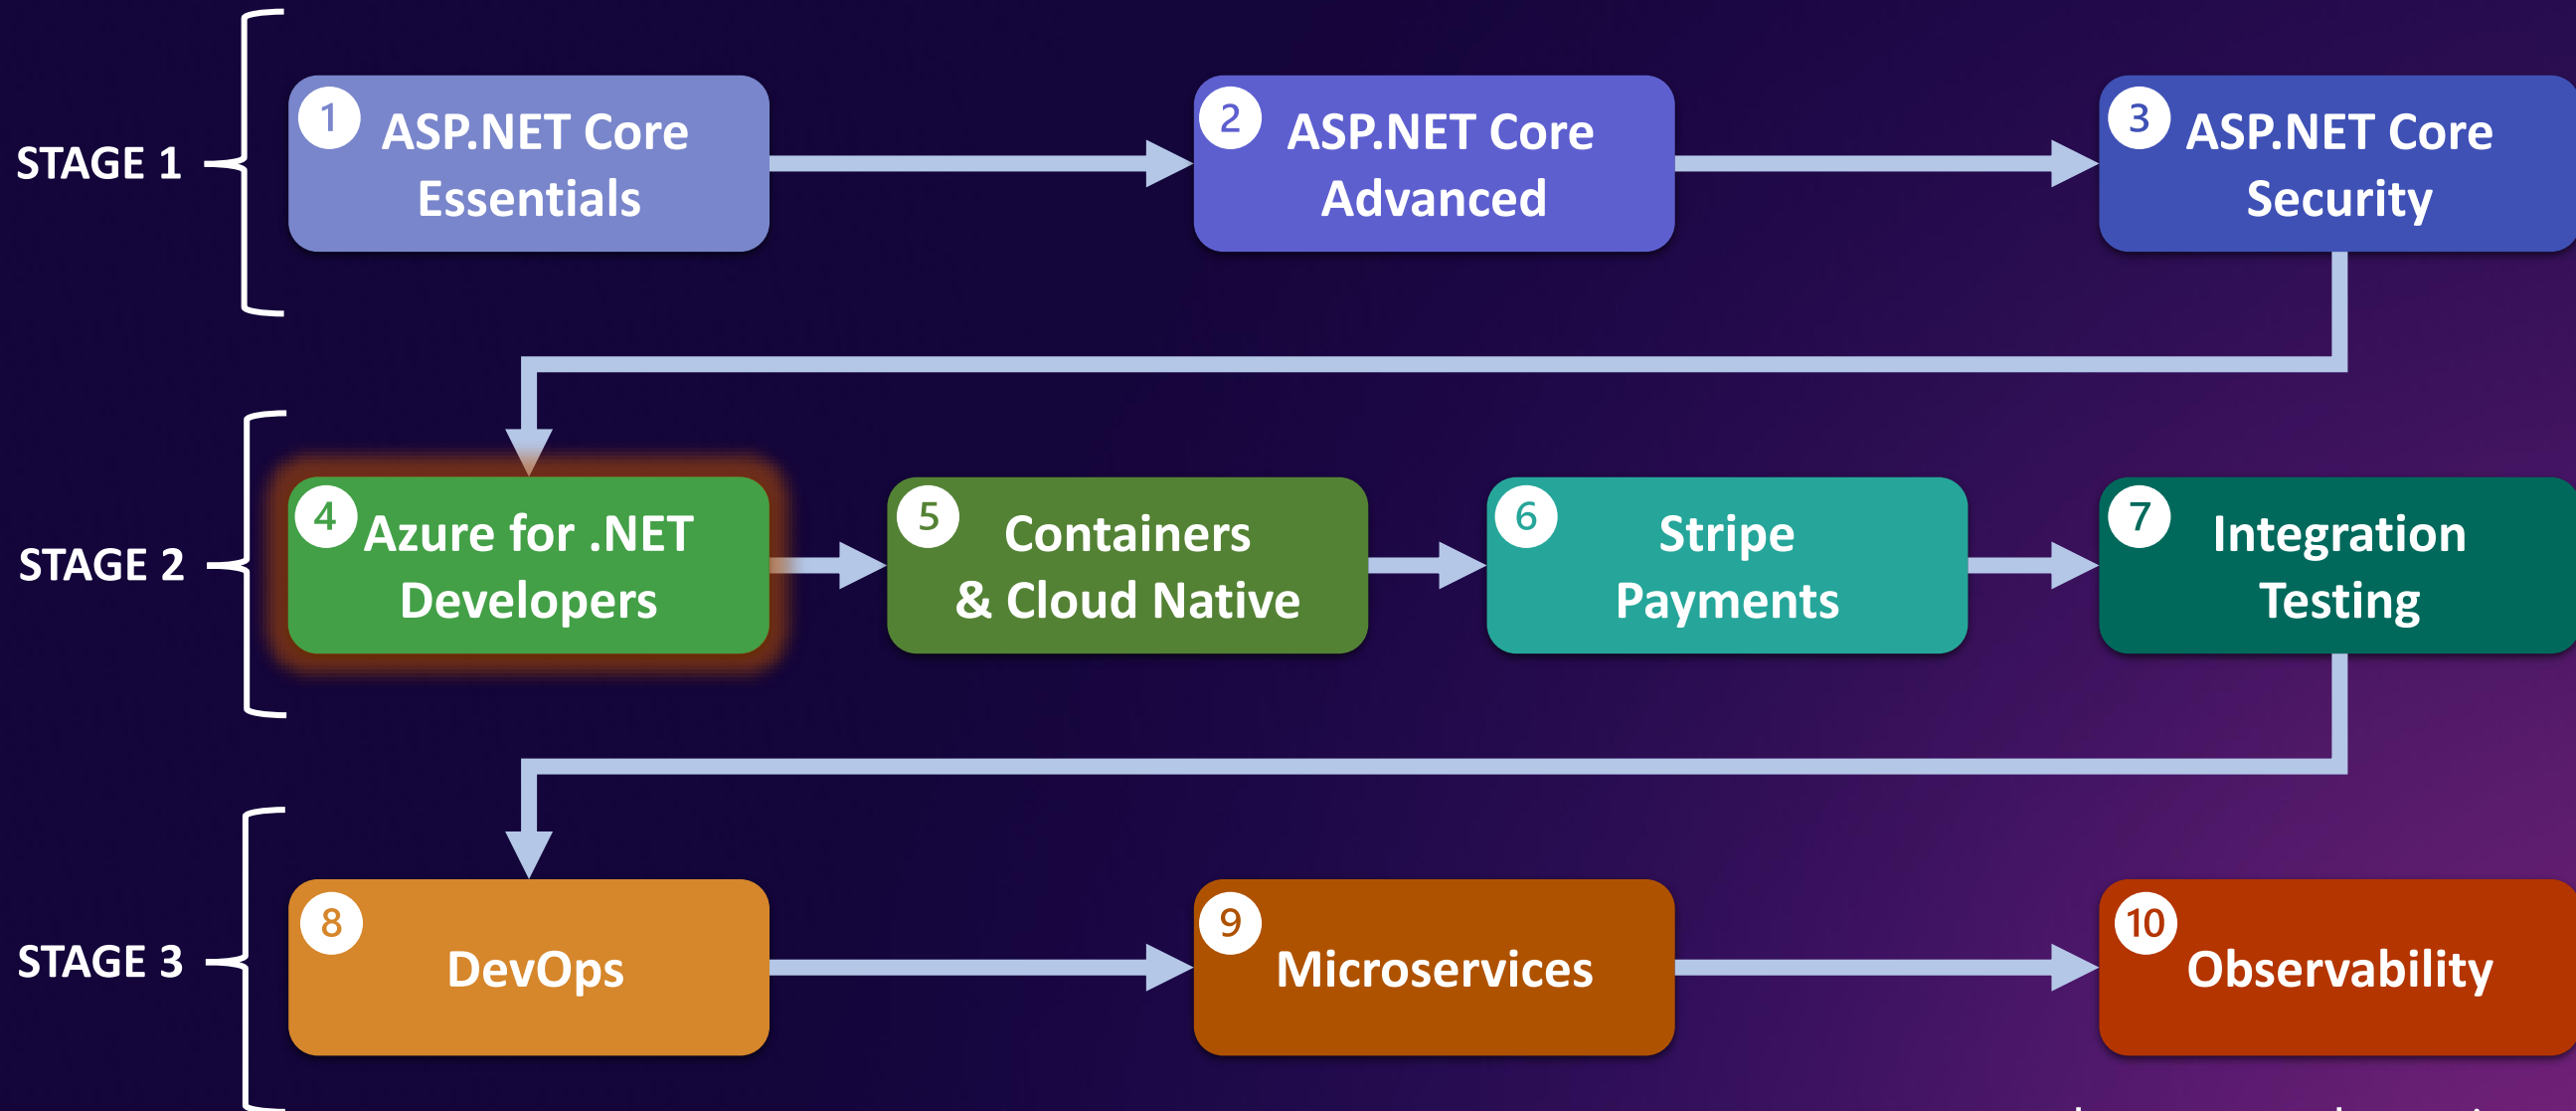 STAGE 1
1
ASP.NET Core
Essentials
2
ASP.NET Core
Advanced
3
ASP.NET Core
Security
STAGE 2
4
Azure for .NET
Developers
5
Containers
& Cloud Native
6
Stripe
Payments
7
Integration
Testing
STAGE 3
8
DevOps
9
Microservices
10
Observability